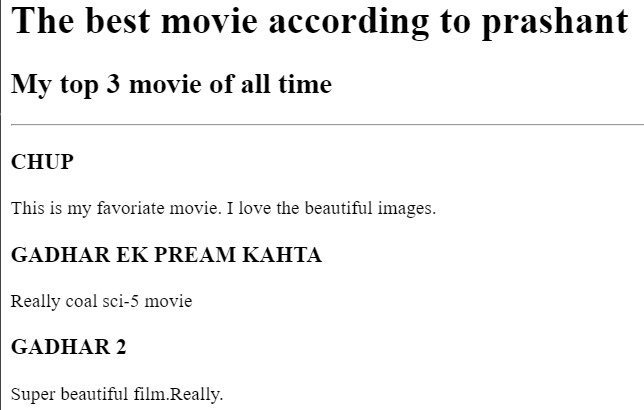 The best movie according to prashant
My top 3 movie of all time
CHUP
This is my favoriate movie. I love the beautiful images.
GADHAR EK PREAM KAHTA
Really coal sci-5 movie
GADHAR 2
Super beautiful film.Really.